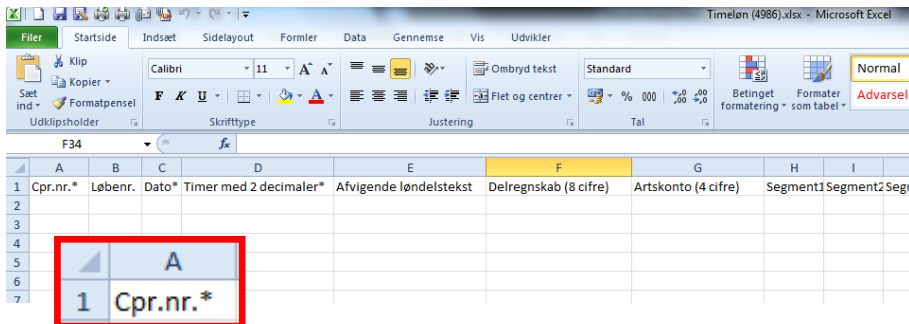 Timeløn (4986).xlsx - Microsoft Excel
Filer Startside Indsæt Sidelayout Formler Data Gennemse Vis Udvikler
Sæt ind
Klip
Kopier
Formatpensel
Udklipsholder
Calibri 11 A A
F K U A
Skrifttype
Ombryd tekst
Flet og centrer
Justering
Standard
% 000 ,00 ,00
Tal
Betinget formatering
Formater som tabel
Normal
Advarsel
F34 fx
A B C D E F G H I
1 Cpr.nr.* Løbenr. Dato* Timer med 2 decimaler* Afvigende løndelstekst Delregnskab (8 cifre) Artskonto (4 cifre) Segment1 Segment2 Segm
2
3
4
5
6
7
A
1 Cpr.nr.*